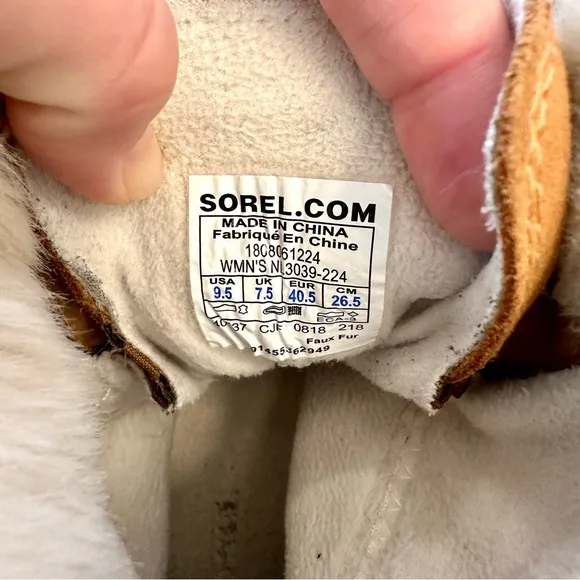 SOREL.COM
MADE IN CHINA
Fabriqué En Chine
1808061224
WMN'S NL3039-224
USA UK EUR CM
9.5 7.5 40.5 26.5
ECA-S
CJF 0818 218
Faux Fur